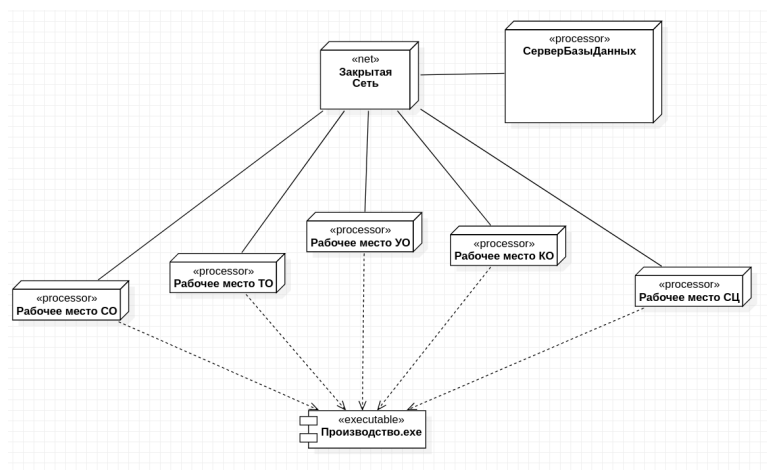 «processor»
СерверБазыДанных
«net»
Закрытая
Сеть
«processor»
Рабочее место УО
«processor»
Рабочее место КО
«processor»
Рабочее место ТО
«processor»
Рабочее место СЦ
«processor»
Рабочее место СО
«executable»
Производство.exe